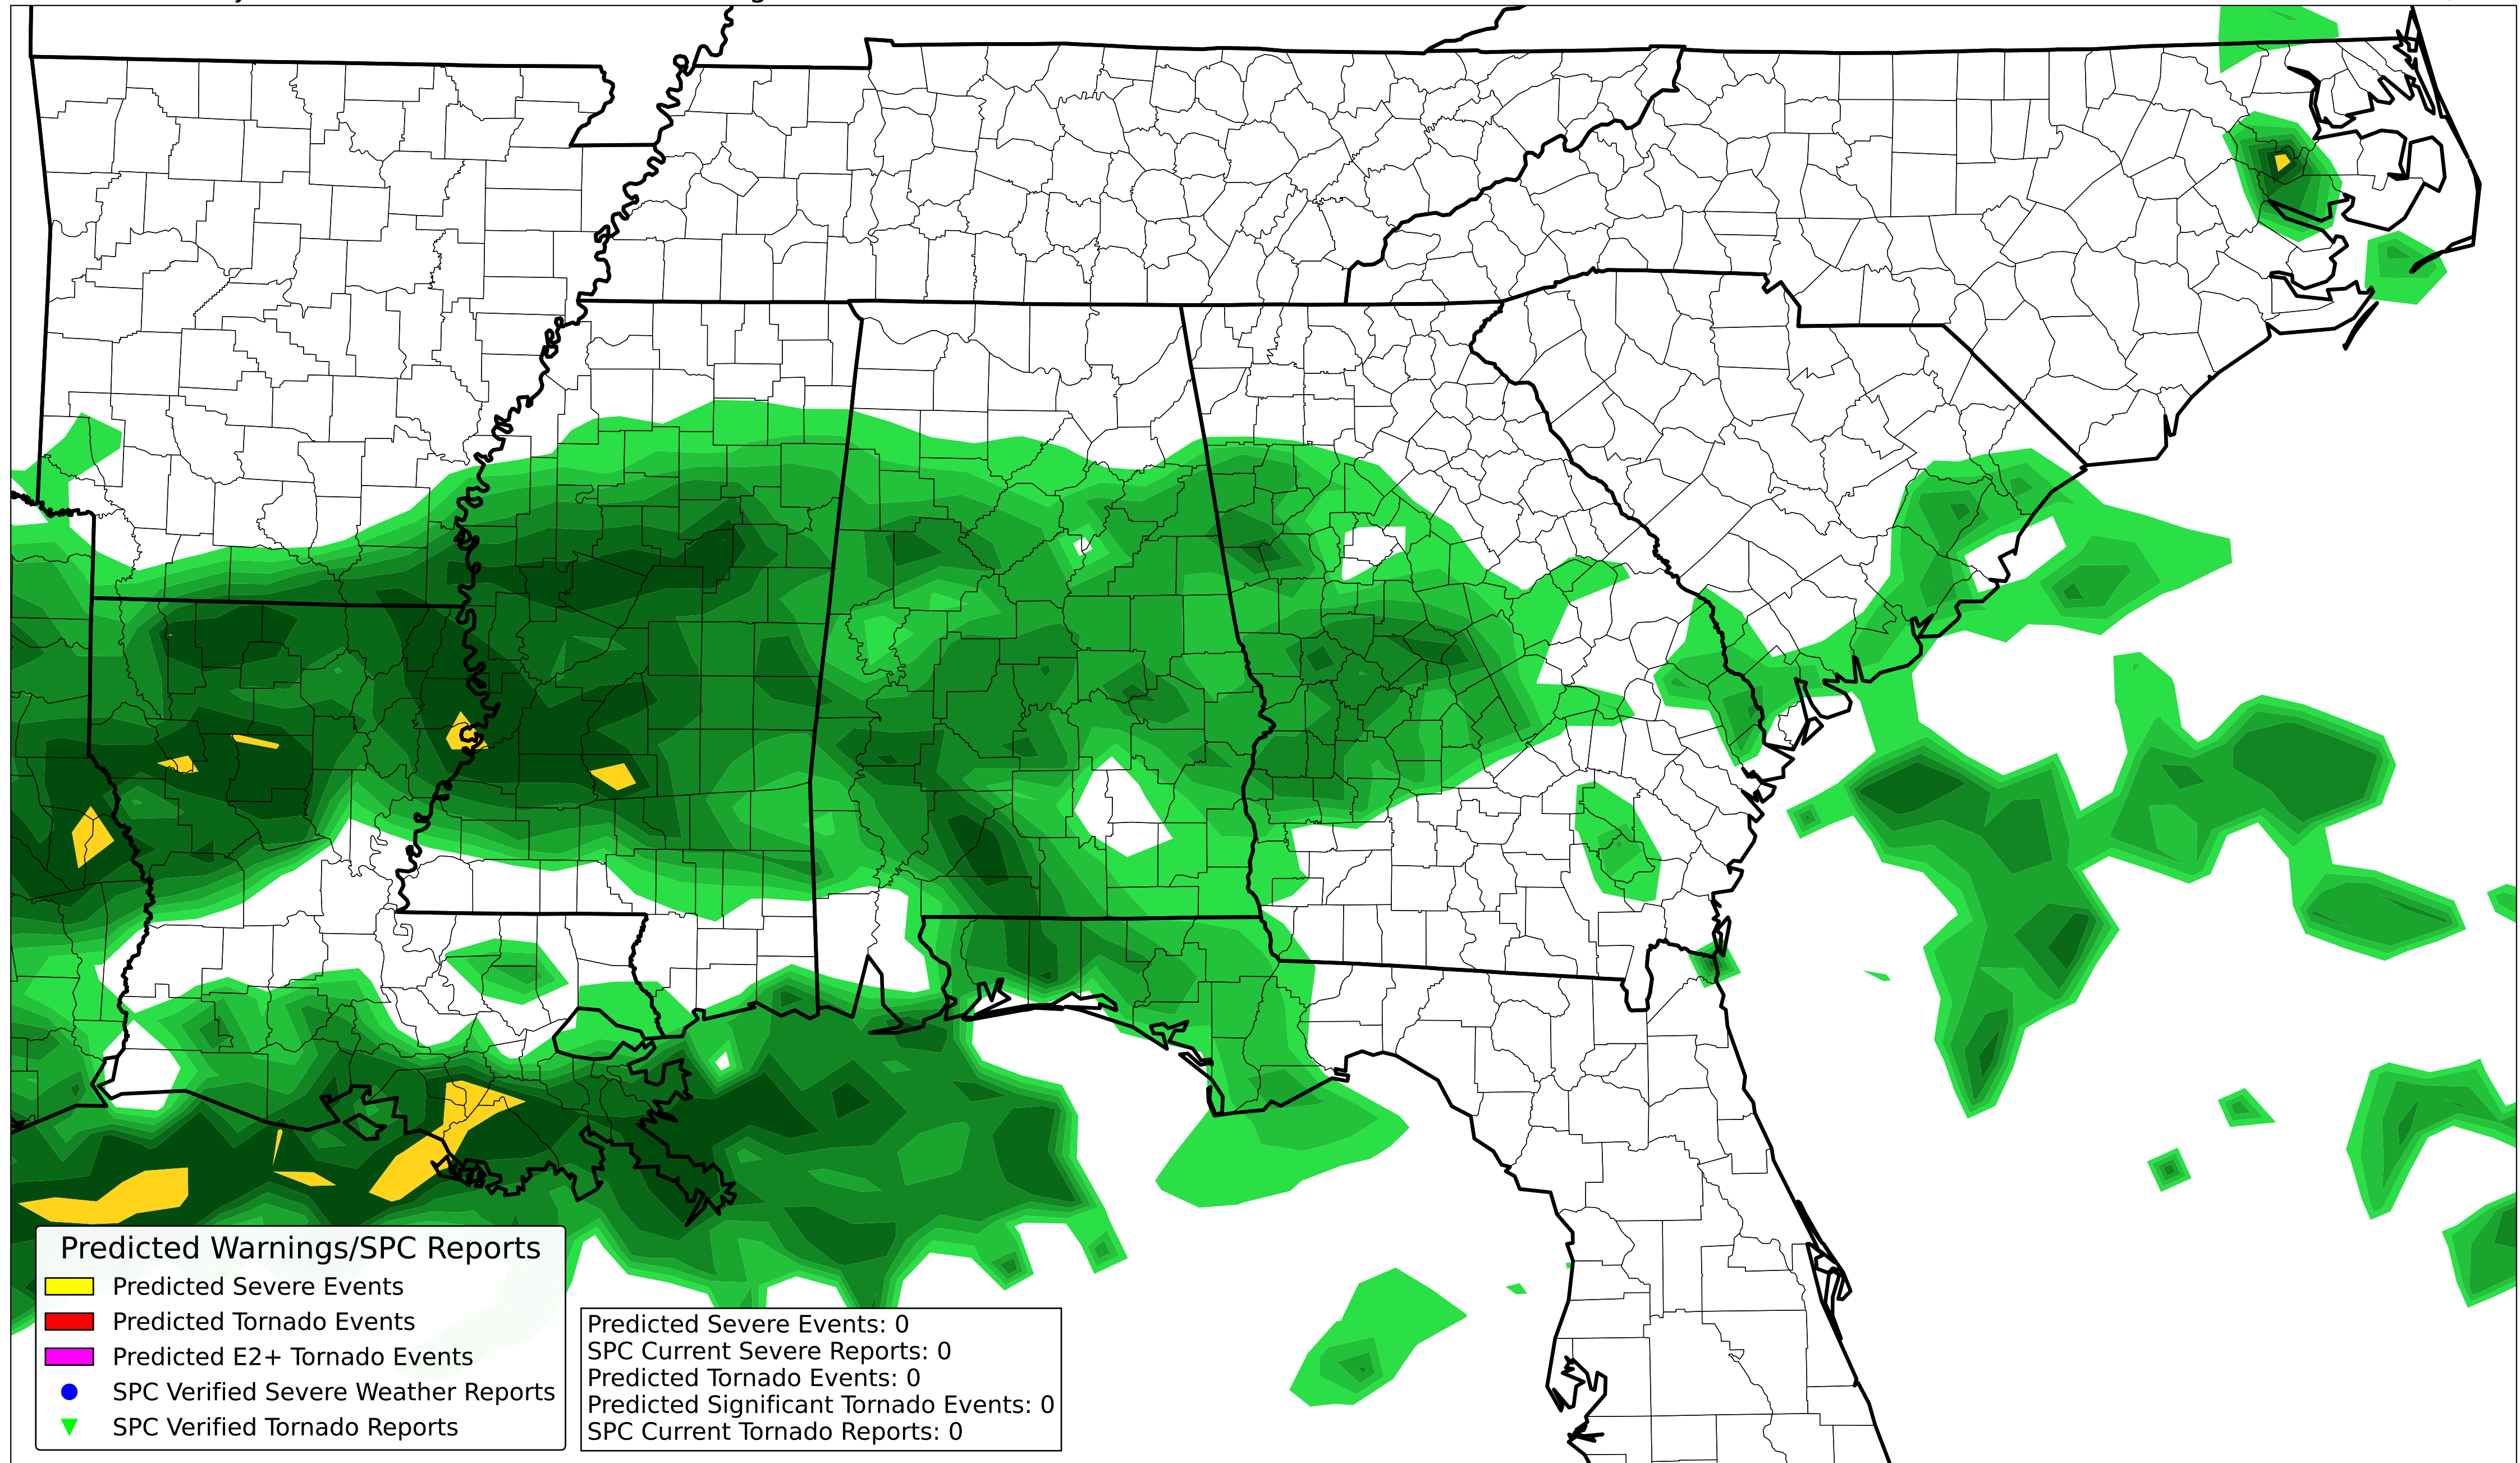 Predicted Warnings/SPC Reports
Predicted Severe Events
Predicted Tornado Events
Predicted E2+ Tornado Events
SPC Verified Severe Weather Reports
SPC Verified Tornado Reports
Predicted Severe Events: 0
SPC Current Severe Reports: 0
Predicted Tornado Events: 0
Predicted Significant Tornado Events: 0
SPC Current Tornado Reports: 0